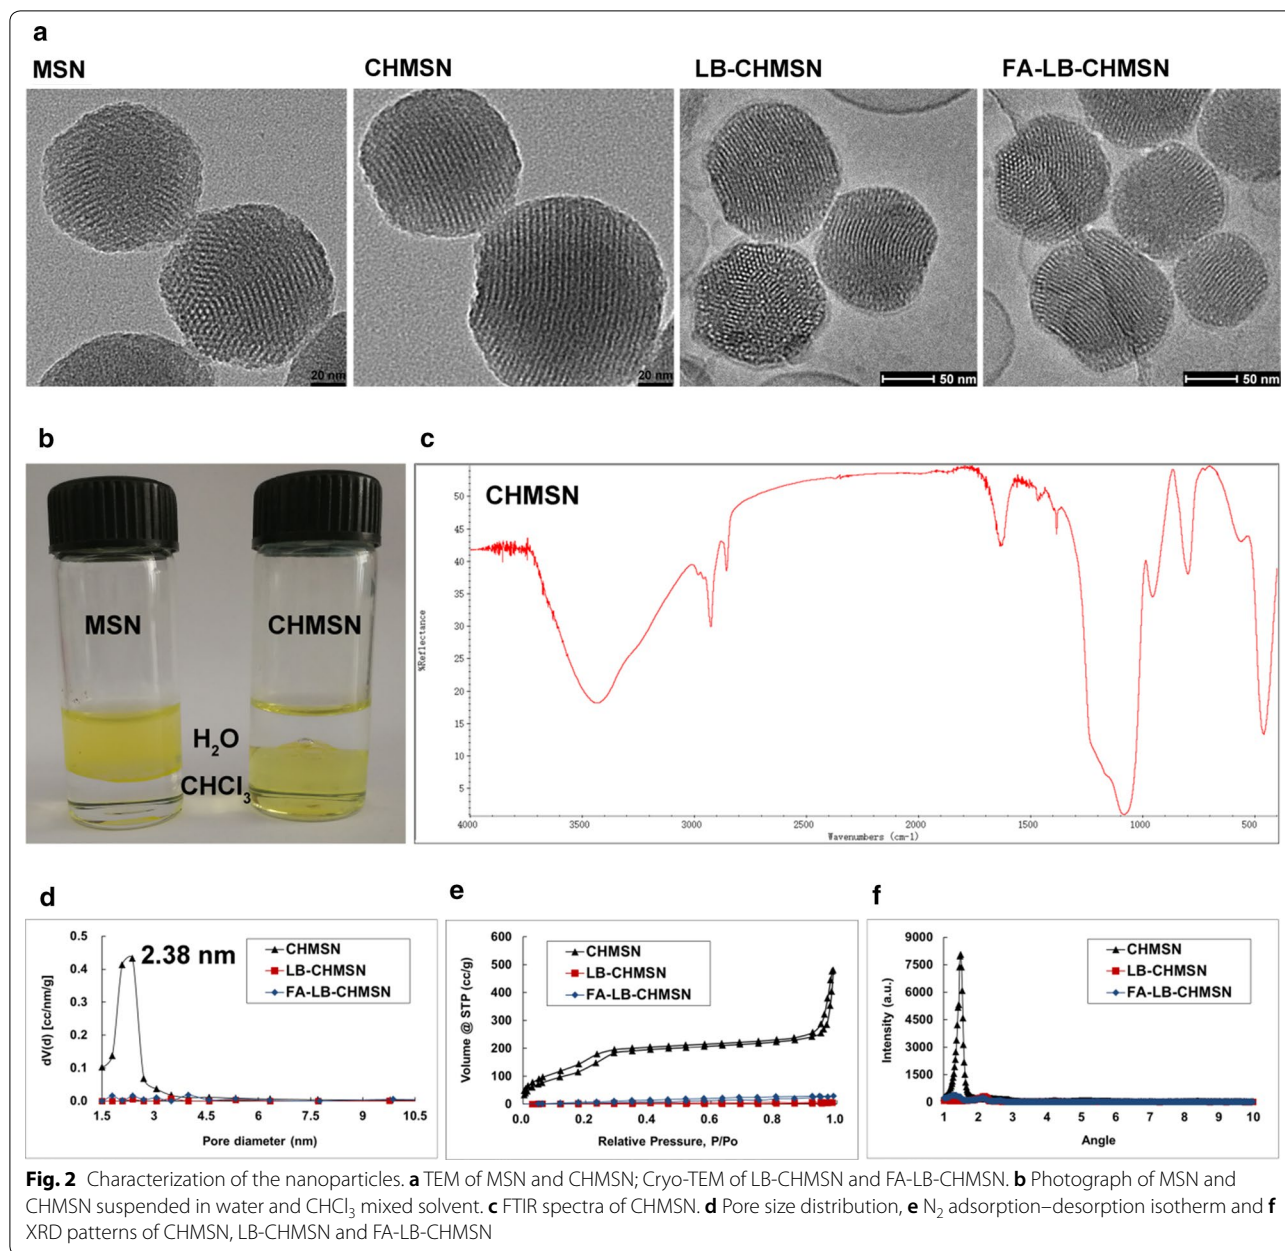 a
MSN
CHMSN
LB-CHMSN
FA-LB-CHMSN
20 nm
20 nm
50 nm
50 nm
b
MSN
CHMSN
H₂O
CHCl₃
c
CHMSN
%Reflectance
50
45
40
35
30
25
20
15
10
5
4000
3500
3000
2500
2000
1500
1000
500
Wavenumbers (cm-1)
d
dV(d) [cc/nm/g]
0.5
0.4
0.3
0.2
0.1
0.0
2.38 nm
CHMSN
LB-CHMSN
FA-LB-CHMSN
1.5
3
4.5
6
7.5
9
10.5
Pore diameter (nm)
e
Volume @ STP (cc/g)
600
500
400
300
200
100
0
CHMSN
LB-CHMSN
FA-LB-CHMSN
0.0
0.2
0.4
0.6
0.8
1.0
Relative Pressure, P/Po
f
Intensity (a.u.)
9000
7500
6000
4500
3000
1500
0
CHMSN
LB-CHMSN
FA-LB-CHMSN
1
2
3
4
5
6
7
8
9
10
Angle
Fig. 2 Characterization of the nanoparticles. a TEM of MSN and CHMSN; Cryo-TEM of LB-CHMSN and FA-LB-CHMSN. b Photograph of MSN and
CHMSN suspended in water and CHCl₃ mixed solvent. c FTIR spectra of CHMSN. d Pore size distribution, e N₂ adsorption–desorption isotherm and f
XRD patterns of CHMSN, LB-CHMSN and FA-LB-CHMSN